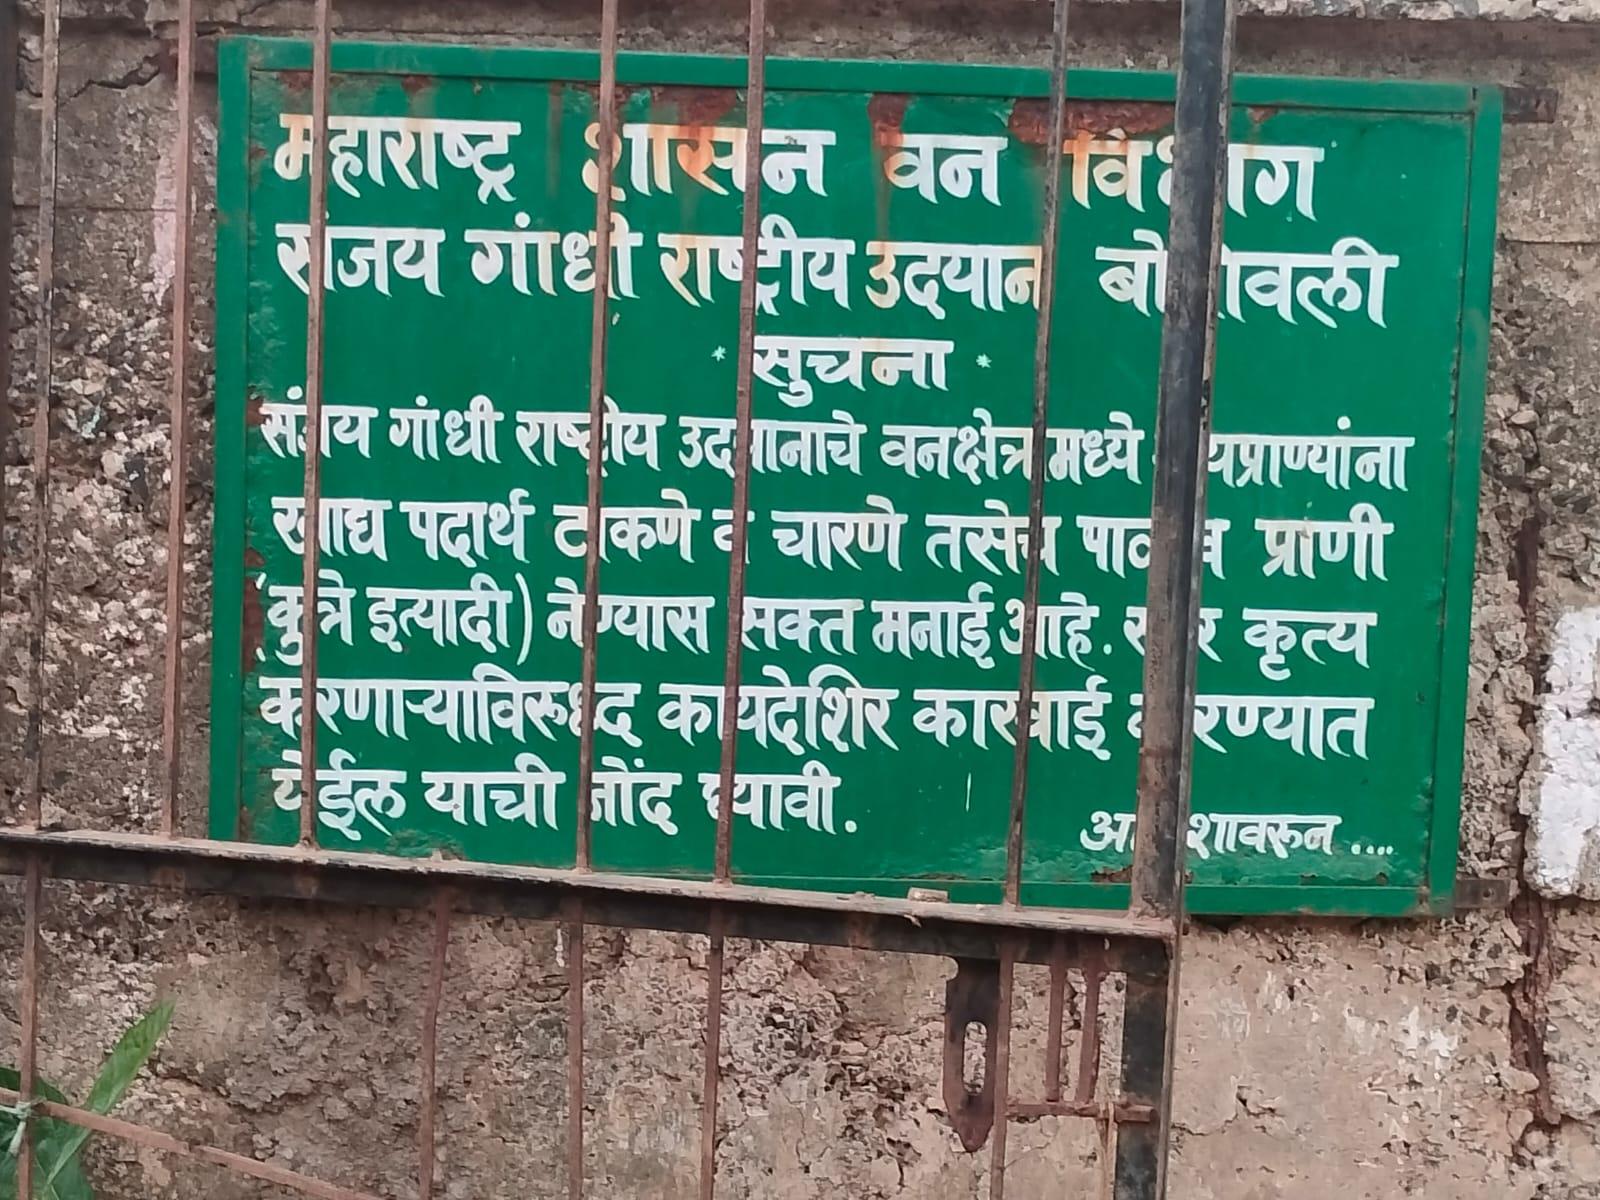 महाराष्ट्र शासन वन विभाग
संजय गांधी राष्ट्रीय उदयान बोरीवली
* सुचना *
संजय गांधी राष्ट्रीय उदयानाचे वनक्षेत्र मध्ये वन्यप्राण्यांना
खाद्य पदार्थ टाकणे व चारणे तसेच पाळीव प्राणी
(कुत्रे इत्यादी) नेण्यास सक्त मनाई आहे. सदर कृत्य
करणाऱ्याविरूध्द कायदेशिर कारवाई करण्यात
येईल याची नोंद घ्यावी.
आदेशावरून ....